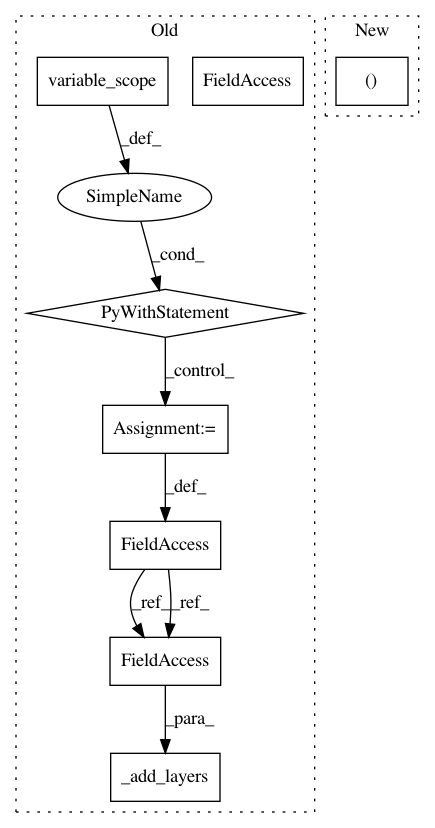 Old
New
variable_scope
FieldAccess
()
_def_
SimpleName
_cond_
PyWithStatement
_control_
Assignment:=
_def_
FieldAccess
_ref_
_ref_
FieldAccess
_para_
_add_layers